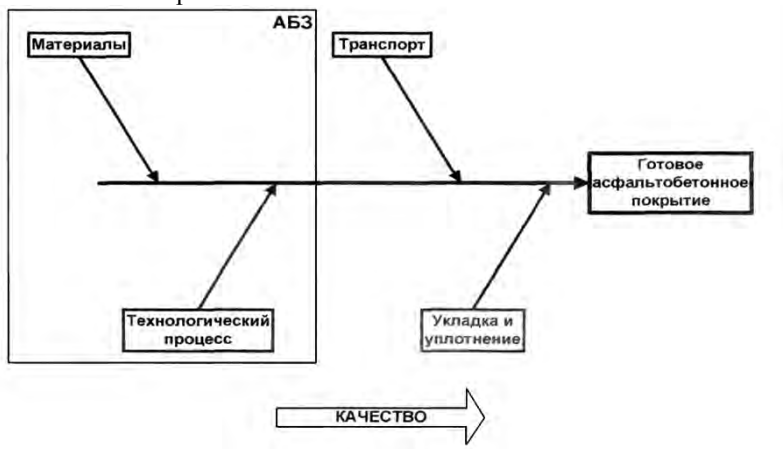 АБЗ
Материалы
Транспорт
Готовое
асфальтобетонное
покрытие
Технологический
процесс
Укладка и
уплотнение
КАЧЕСТВО